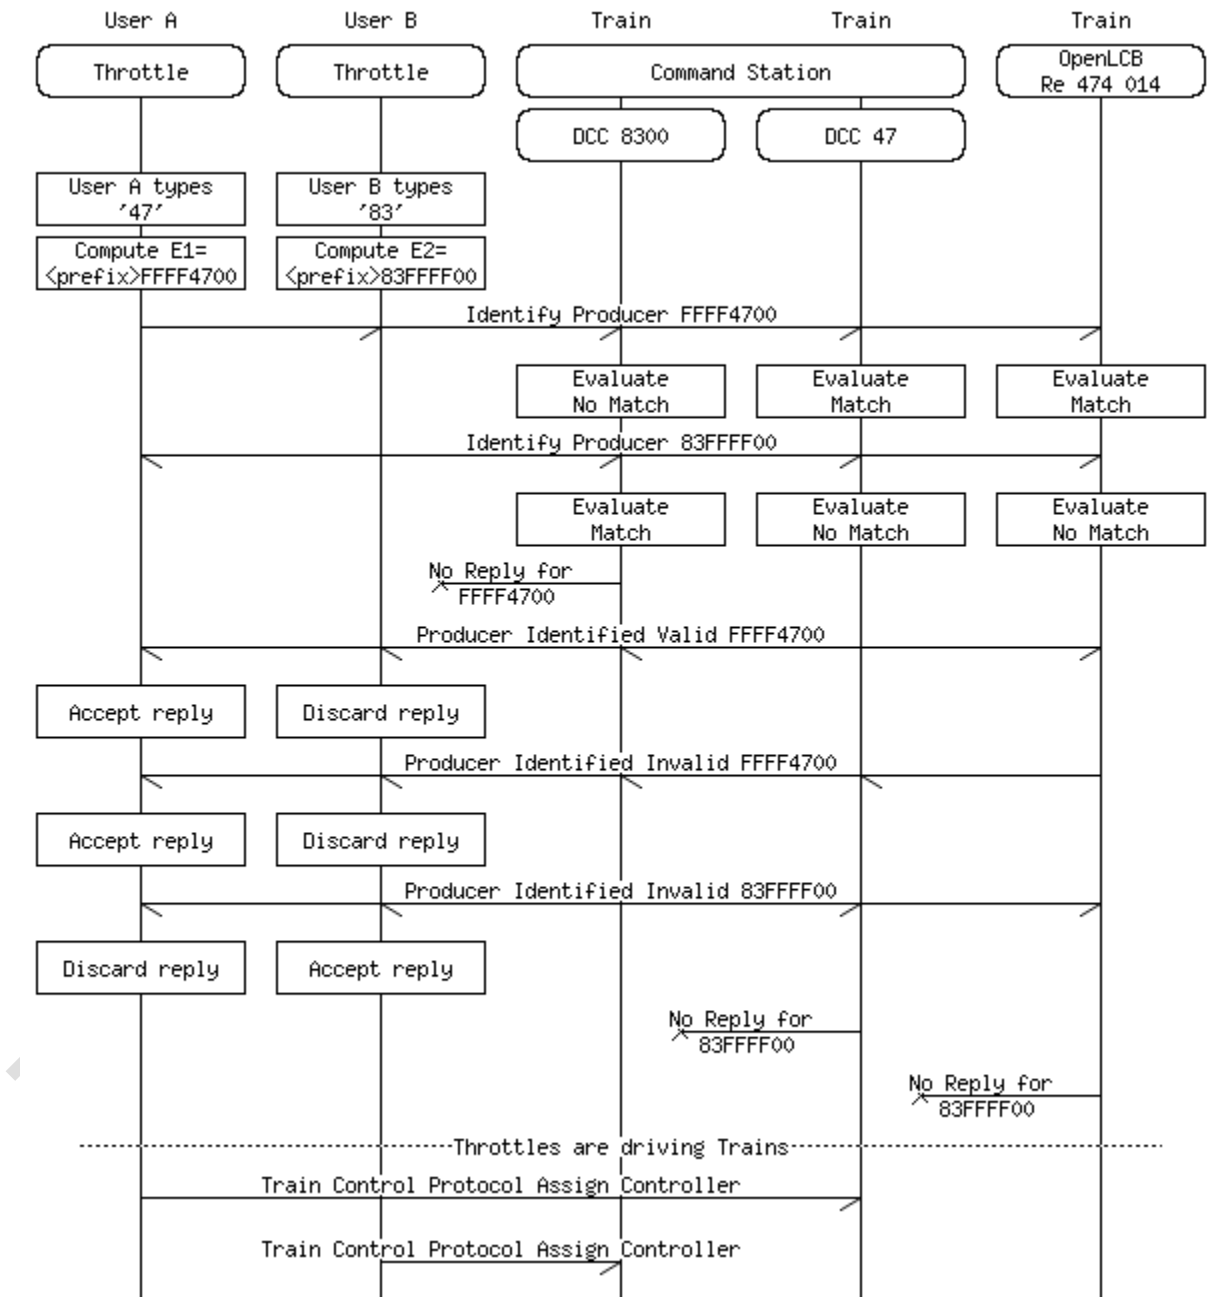 User A User B Train Train Train
Throttle Throttle Command Station OpenLCB
Re 474 014
DCC 8300 DCC 47
User A types User B types
'47' '83'
Compute E1= Compute E2=
<prefix>FFFF4700 <prefix>83FFFF00
Identify Producer FFFF4700
Evaluate Evaluate Evaluate
No Match Match Match
Identify Producer 83FFFF00
Evaluate Evaluate Evaluate
Match No Match No Match
No Reply for
FFFF4700
Producer Identified Valid FFFF4700
Accept reply Discard reply
Producer Identified Invalid FFFF4700
Accept reply Discard reply
Producer Identified Invalid 83FFFF00
Discard reply Accept reply
No Reply for
83FFFF00
No Reply for
83FFFF00
Throttles are driving Trains
Train Control Protocol Assign Controller
Train Control Protocol Assign Controller